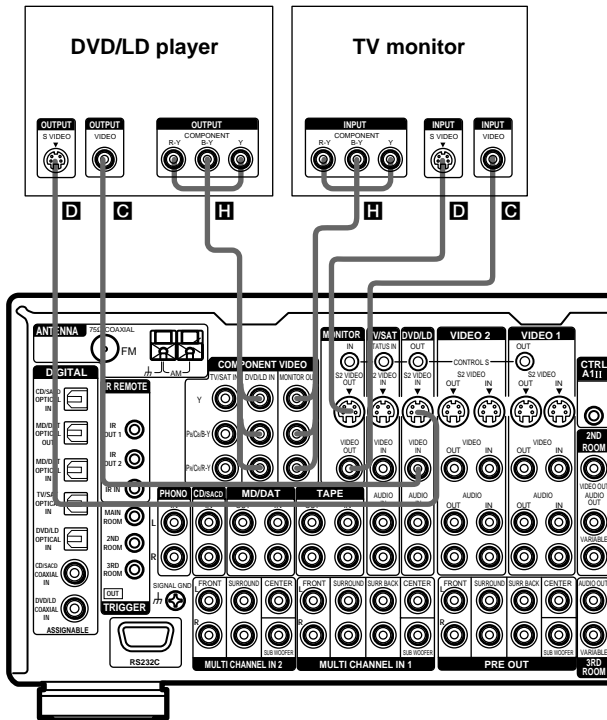 DVD/LD player
TV monitor
OUTPUT
S VIDEO
OUTPUT
VIDEO
OUTPUT
COMPONENT
R-Y B-Y Y
INPUT
COMPONENT
R-Y B-Y Y
INPUT
S VIDEO
INPUT
VIDEO
D C H H D C
ANTENNA
75Ω COAXIAL
FM
AM
DIGITAL
CD/SACD
OPTICAL
IN
MD/DAT
OPTICAL
OUT
MD/DAT
OPTICAL
IN
TV/SAT
OPTICAL
IN
DVD/LD
OPTICAL
IN
CD/SACD
COAXIAL
IN
DVD/LD
COAXIAL
IN
ASSIGNABLE
IR REMOTE
IR
OUT 1
IR
OUT 2
IR IN
MAIN
ROOM
2ND
ROOM
3RD
ROOM
OUT
TRIGGER
COMPONENT VIDEO
TV/SAT IN DVD/LD IN MONITOR OUT
Y
PB/CB/B-Y
PR/CR/R-Y
MONITOR
IN
S2 VIDEO
OUT
VIDEO
OUT
TV/SAT
STATUS IN
S2 VIDEO
IN
VIDEO
IN
AUDIO
IN
DVD/LD
OUT
S2 VIDEO
IN
VIDEO
IN
AUDIO
IN
CONTROL S
VIDEO 2
S2 VIDEO
OUT IN
VIDEO
OUT IN
AUDIO
OUT IN
VIDEO 1
OUT
S2 VIDEO
OUT IN
VIDEO
OUT IN
AUDIO
OUT IN
CTRL
A1II
2ND
ROOM
VIDEO OUT
AUDIO
OUT
VARIABLE
PHONO
IN
CD/SACD
IN
MD/DAT
OUT IN
TAPE
OUT IN
L
R
SIGNAL GND
RS232C
FRONT SURROUND CENTER
L
R
SUB WOOFER
MULTI CHANNEL IN 2
FRONT SURROUND SURR BACK CENTER
L
R
SUB WOOFER
MULTI CHANNEL IN 1
FRONT SURROUND SURR BACK CENTER
L
R
SUB WOOFER
PRE OUT
AUDIO OUT
VARIABLE
3RD
ROOM